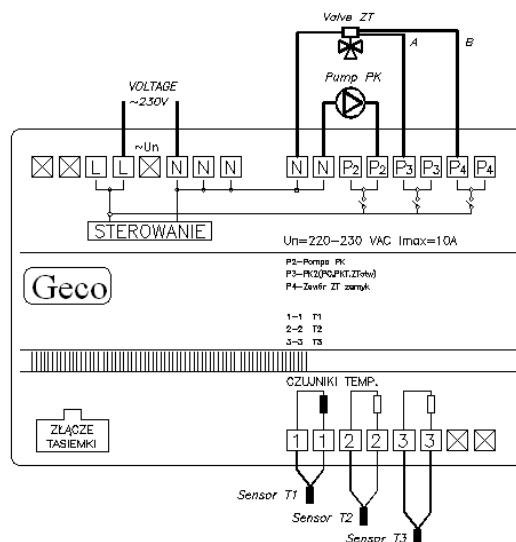 Valve ZT
A
B
Pump PK
VOLTAGE
~230V
~Un
L L N N N N N P2 P2 P3 P3 P4 P4
STEROWANIE
Un=220-230 VAC Imax=10A
Geco
P2-Pompa PK
P3-PK2(PC,PKT,ZTotw)
P4-Zawór ZT zamyk
1-1 T1
2-2 T2
3-3 T3
CZUJNIKI TEMP.
ZŁĄCZE
TASIEMKI
1 1 2 2 3 3
Sensor T1
Sensor T2
Sensor T3